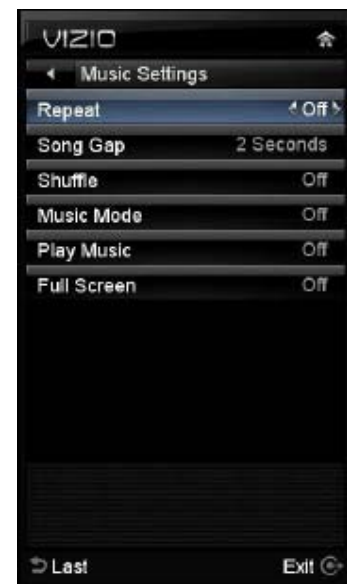 VIZIO
Music Settings
Repeat Off
Song Gap 2 Seconds
Shuffle Off
Music Mode Off
Play Music Off
Full Screen Off
Last Exit